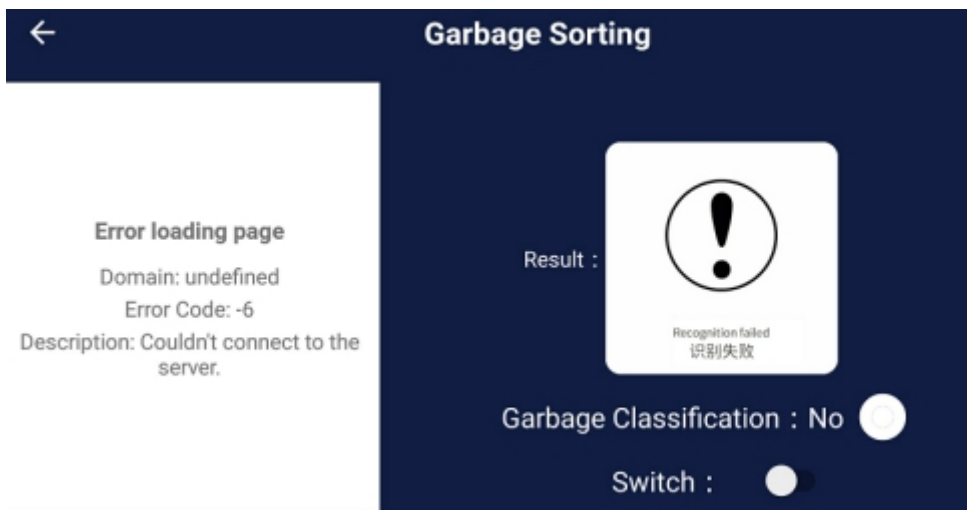 Garbage Sorting
Error loading page
Domain: undefined
Error Code: -6
Description: Couldn't connect to the
server.
Result :
Recognition failed
识别失败
Garbage Classification : No
Switch :